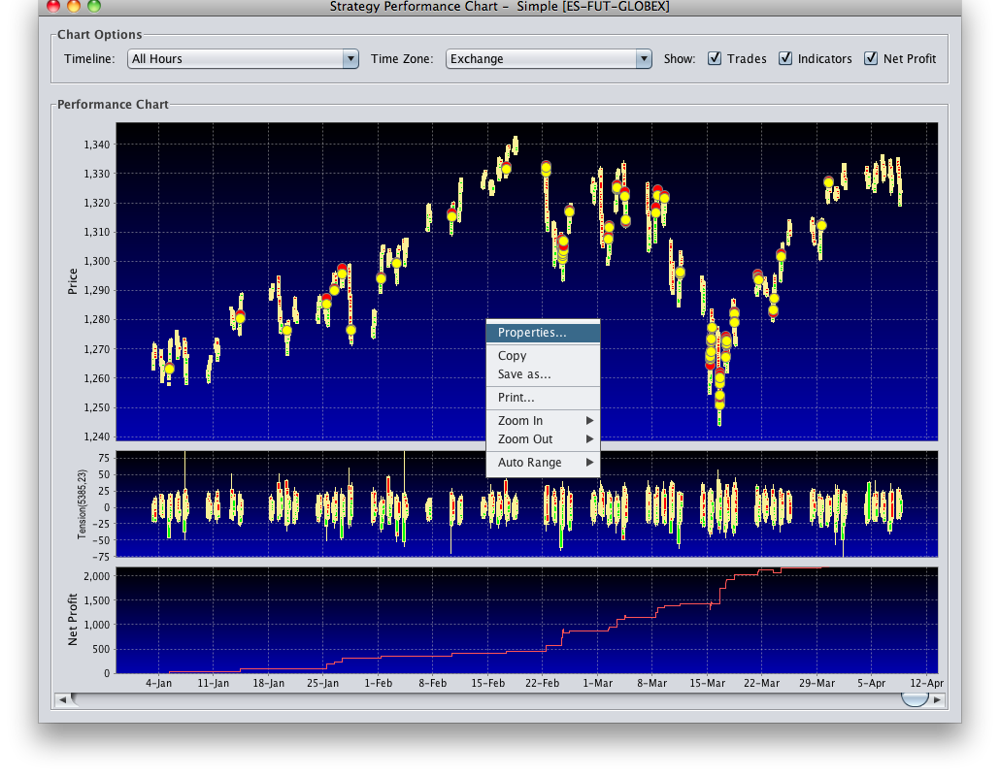 Strategy Performance Chart - Simple [ES-FUT-GLOBEX]
Chart Options
Timeline: All Hours Time Zone: Exchange Show: Trades Indicators Net Profit
Performance Chart
Price
1,340
1,330
1,320
1,310
1,300
1,290
1,280
1,270
1,260
1,250
1,240
Properties...
Copy
Save as...
Print...
Zoom In
Zoom Out
Auto Range
Tension(5385,23)
75
50
25
0
-25
-50
-75
Net Profit
2,000
1,500
1,000
500
0
4-Jan 11-Jan 18-Jan 25-Jan 1-Feb 8-Feb 15-Feb 22-Feb 1-Mar 8-Mar 15-Mar 22-Mar 29-Mar 5-Apr 12-Apr